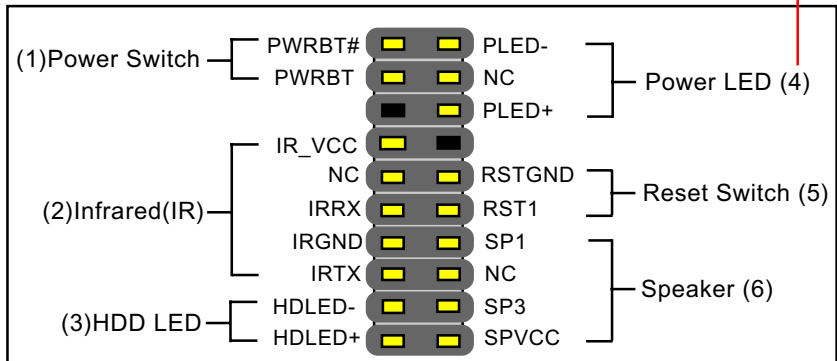 PWRBT# PLED-
(1)Power Switch
PWRBT NC
Power LED (4)
PLED+
IR_VCC
NC RSTGND
Reset Switch (5)
(2)Infrared(IR)
IRRX RST1
IRGND SP1
IRTX NC
Speaker (6)
HDLED- SP3
(3)HDD LED
HDLED+ SPVCC